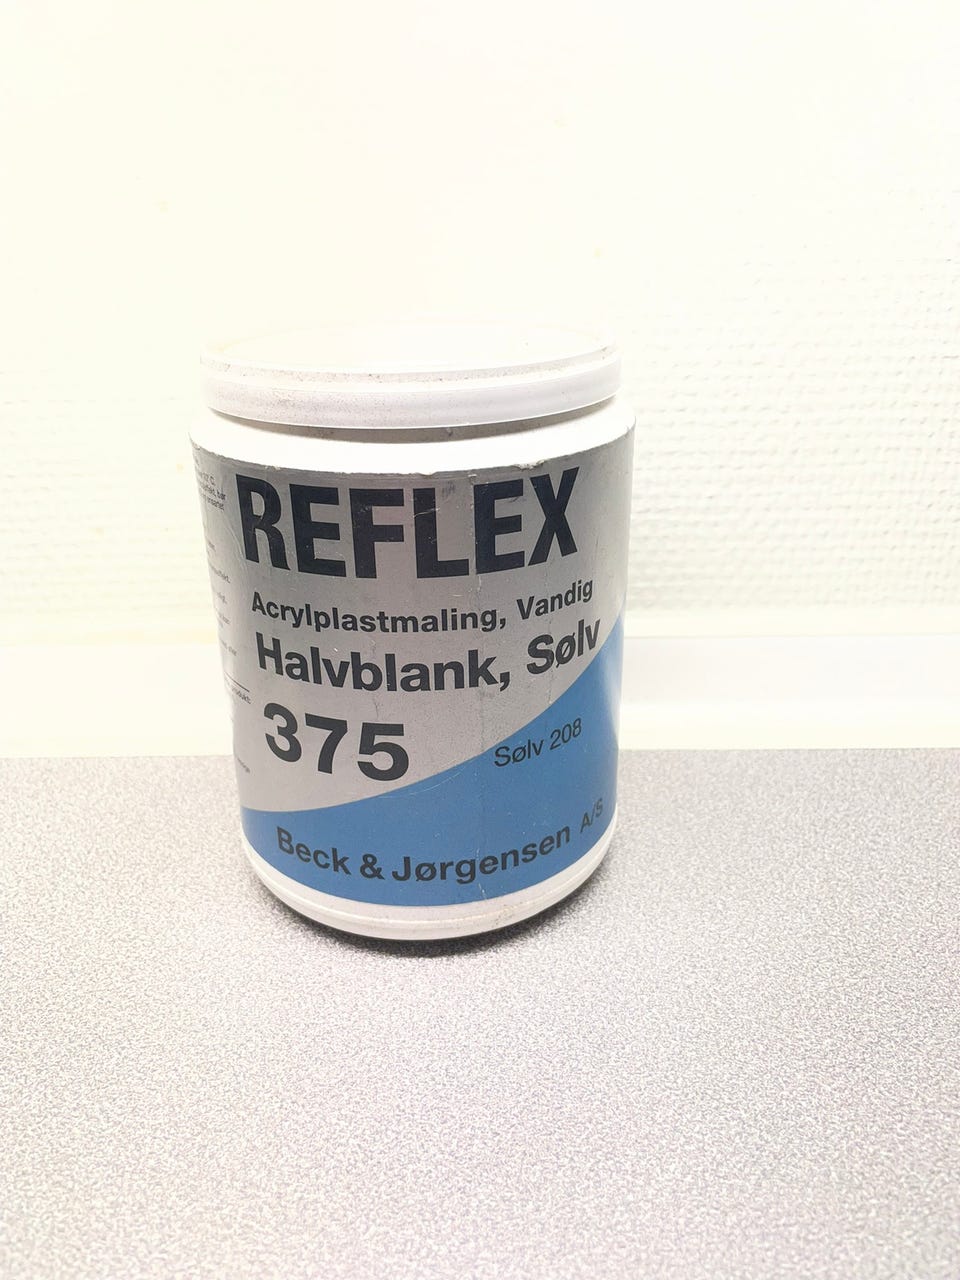 REFLEX
Acrylplastmaling, Vandig
Halvblank, Sølv
375
Sølv 208
Beck & Jørgensen A/S